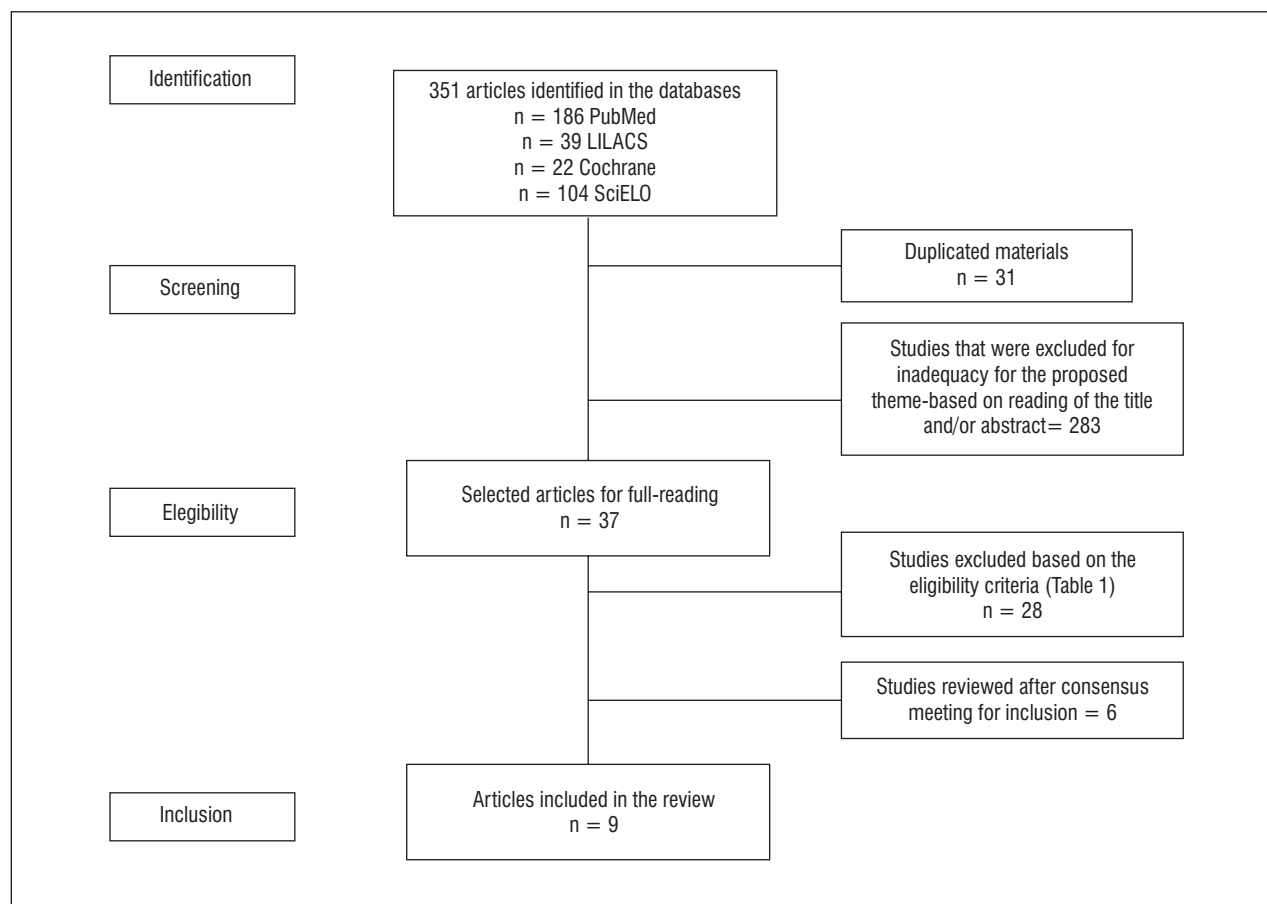 Identification
351 articles identified in the databases
n = 186 PubMed
n = 39 LILACS
n = 22 Cochrane
n = 104 SciELO
Duplicated materials
n = 31
Screening
Studies that were excluded for
inadequacy for the proposed
theme-based on reading of the title
and/or abstract= 283
Elegibility
Selected articles for full-reading
n = 37
Studies excluded based on the
eligibility criteria (Table 1)
n = 28
Studies reviewed after consensus
meeting for inclusion = 6
Inclusion
Articles included in the review
n = 9